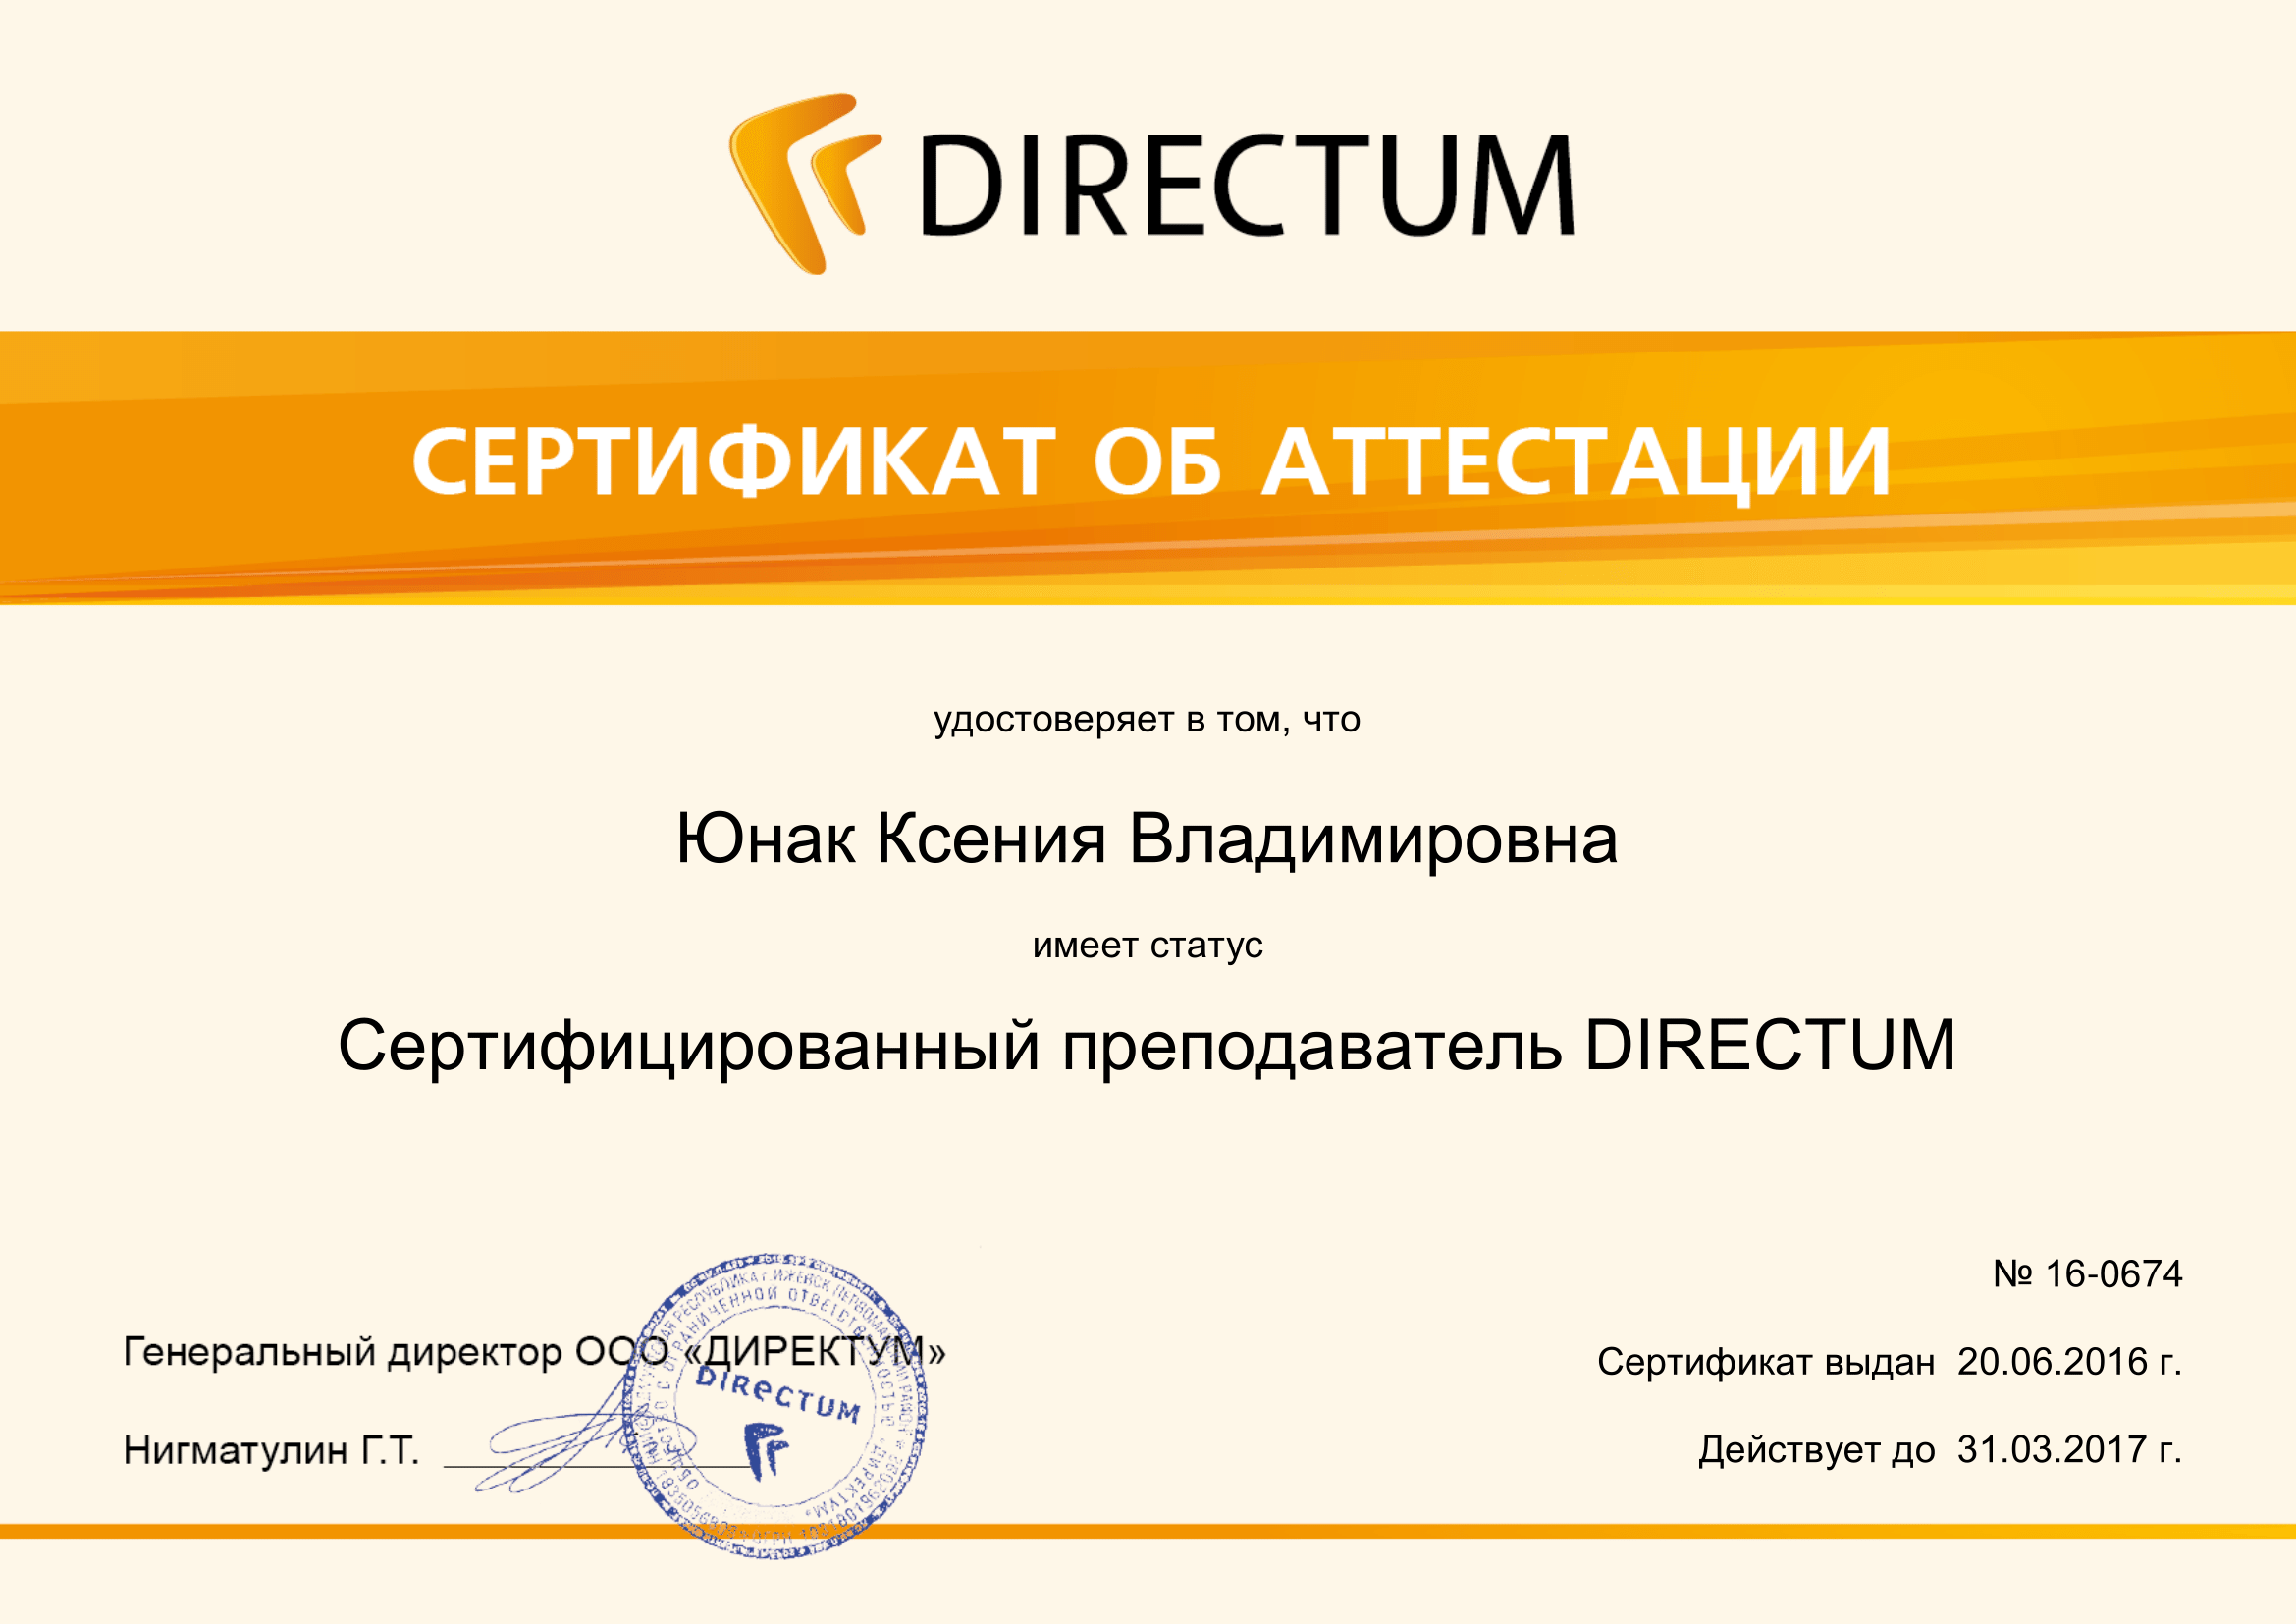 DIRECTUM
СЕРТИФИКАТ ОБ АТТЕСТАЦИИ
удостоверяет в том, что
Юнак Ксения Владимировна
имеет статус
Сертифицированный преподаватель DIRECTUM
№ 16-0674
Генеральный директор ООО «ДИРЕКТУМ»
Сертификат выдан 20.06.2016 г.
Нигматулин Г.Т.
Действует до 31.03.2017 г.
DIRECTUM